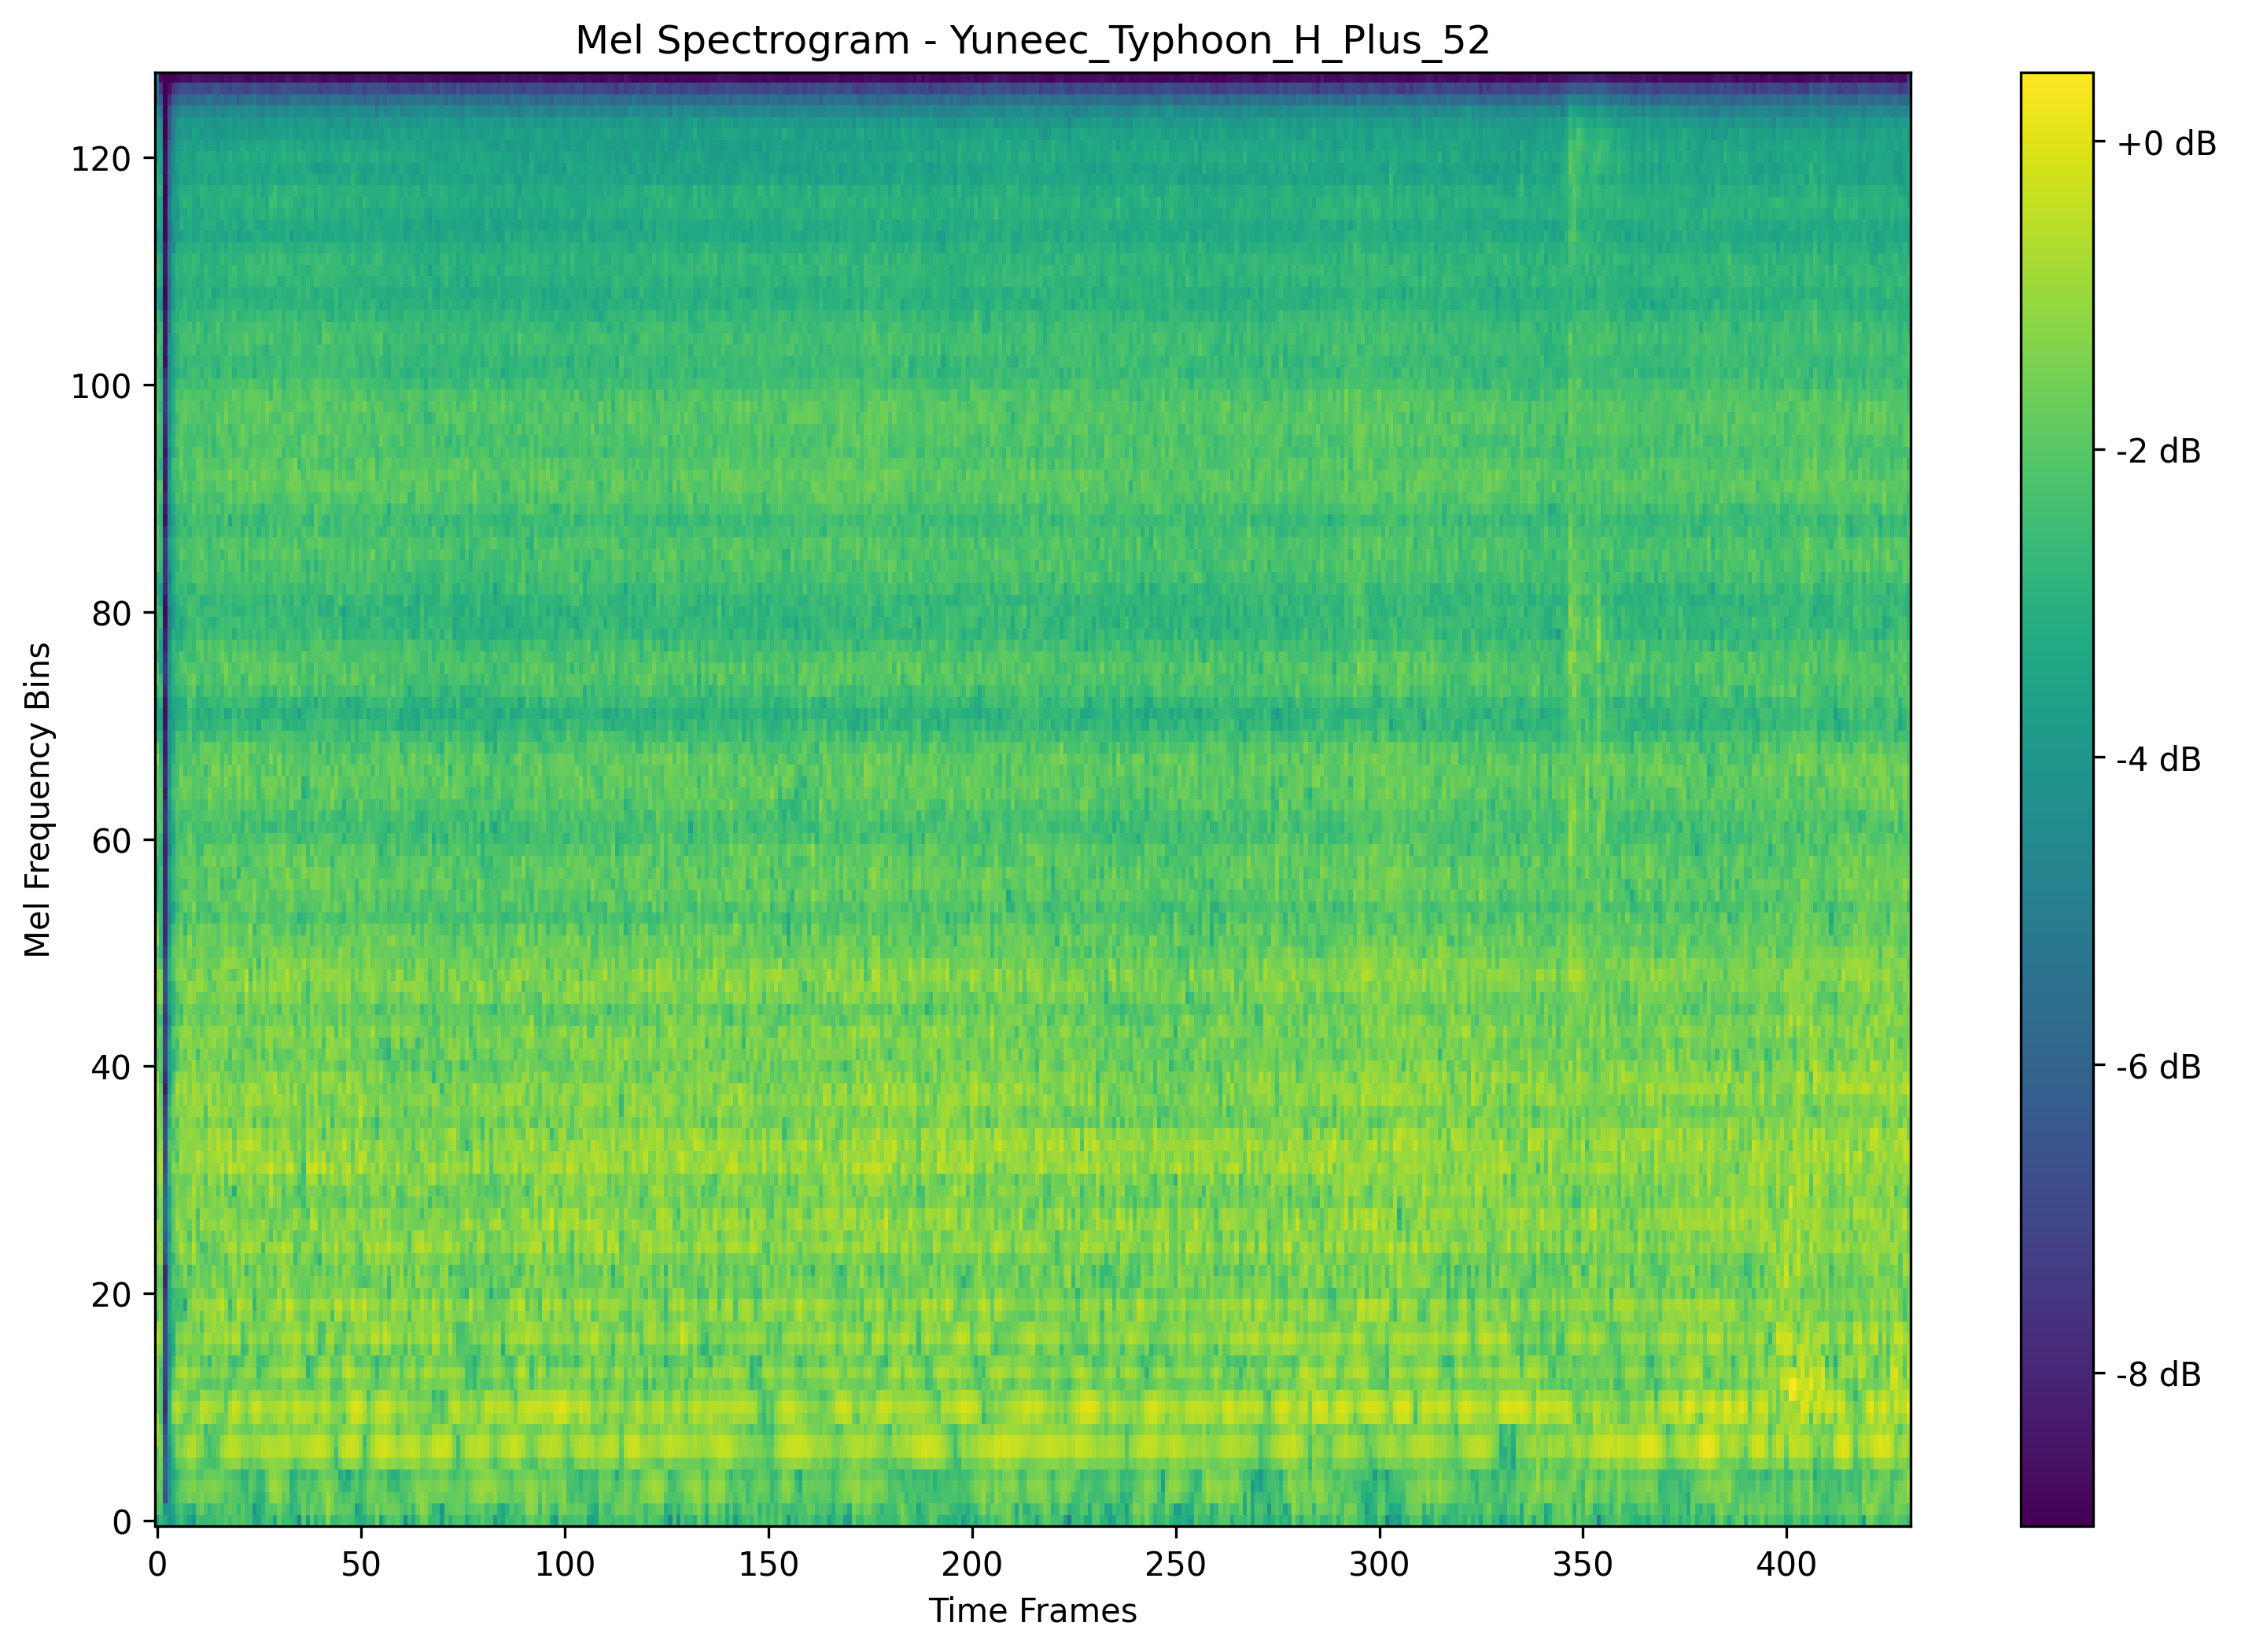 Mel Spectrogram - Yuneec_Typhoon_H_Plus_52
Mel Frequency Bins
120
100
80
60
40
20
0
0 50 100 150 200 250 300 350 400
Time Frames
+0 dB
-2 dB
-4 dB
-6 dB
-8 dB